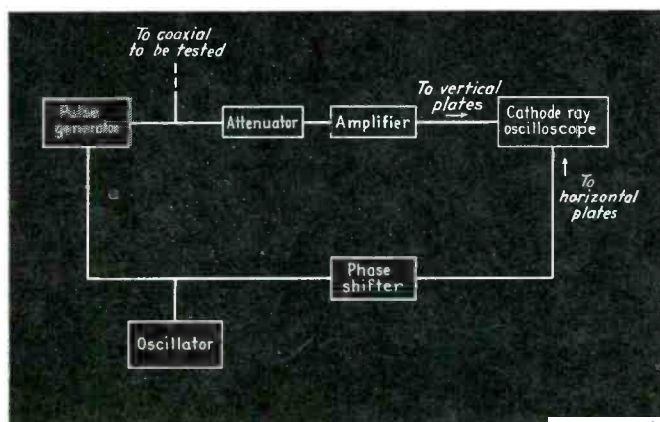 To coaxial
to be tested
To vertical
plates
Pulse
generator
Attenuator
Amplifier
Cathode ray
oscilloscope
To
horizontal
plates
Phase
shifter
Oscillator